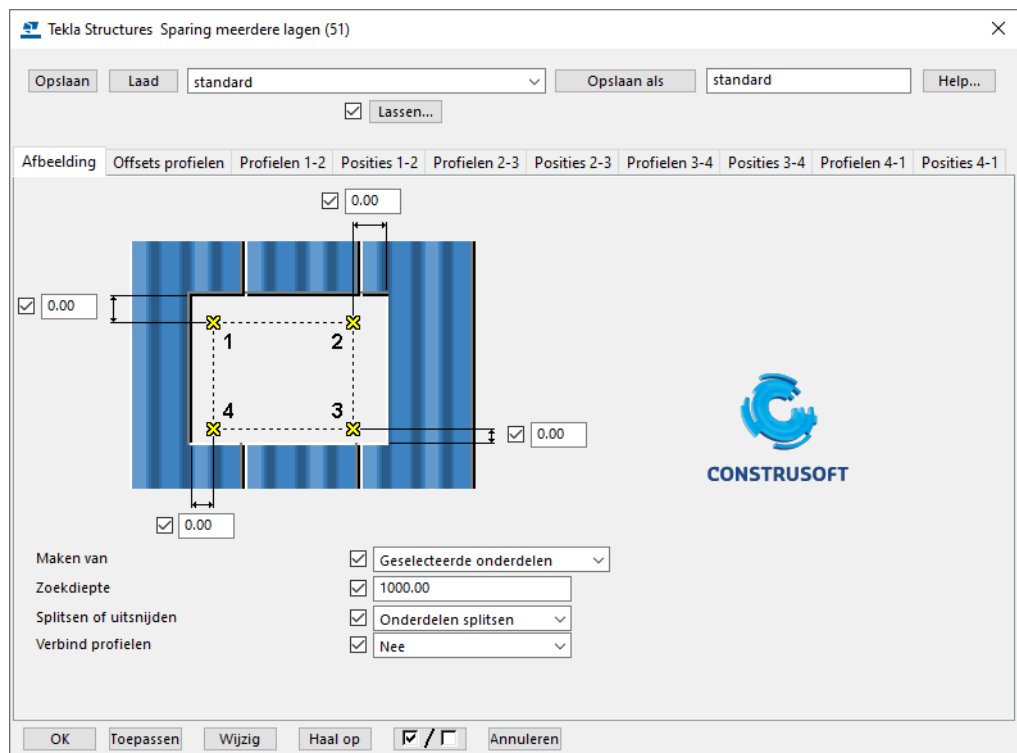 Tekla Structures Sparing meerdere lagen (51)
Opslaan Laad standard Opslaan als standard Help...
Lassen...
Afbeelding Offsets profielen Profielen 1-2 Posities 1-2 Profielen 2-3 Posities 2-3 Profielen 3-4 Posities 3-4 Profielen 4-1 Posities 4-1
0.00
0.00
1 2
4 3
0.00
CONSTRUSOFT
0.00
Maken van Geselecteerde onderdelen
Zoekdiepte 1000.00
Splitsen of uitsnijden Onderdelen splitsen
Verbind profielen Nee
OK Toepassen Wijzig Haal op / Annuleren